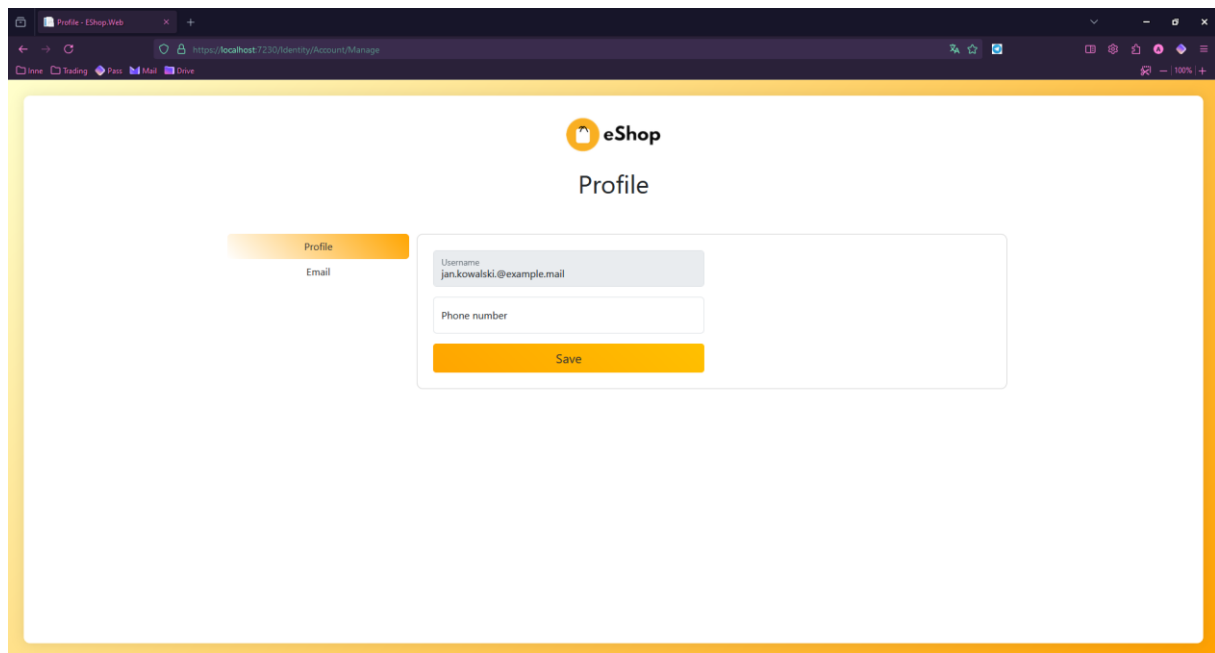 Profile - EShop.Web
https://localhost:7230/Identity/Account/Manage
Inne Trading Pass Mail Drive
100%
eShop
Profile
Profile
Email
Username
jan.kowalski.@example.mail
Phone number
Save